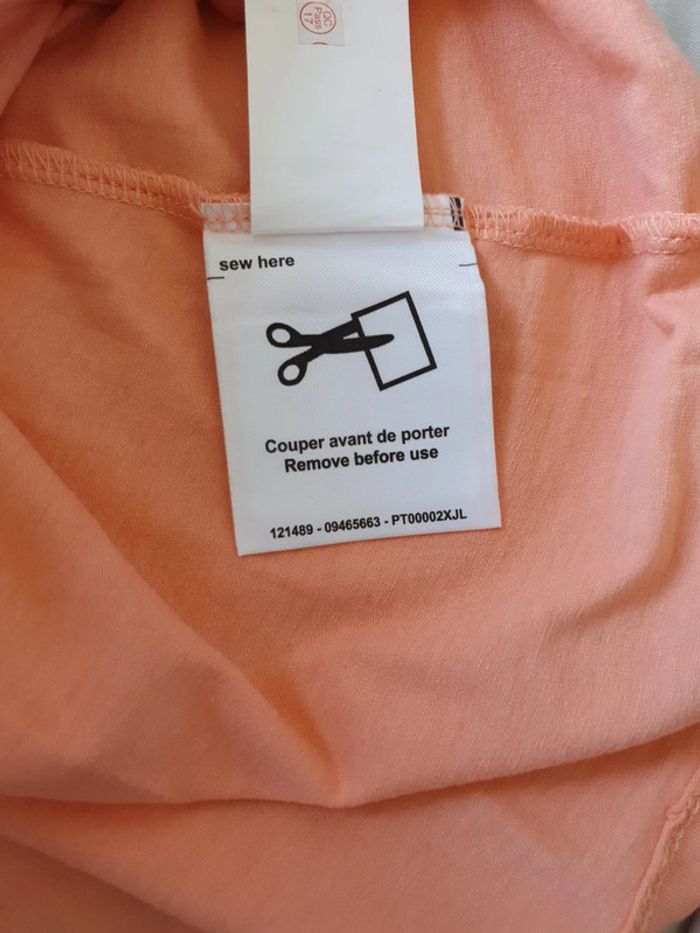 QC
Pass
17
sew here
Couper avant de porter
Remove before use
121489 - 09465663 - PT00002XJL